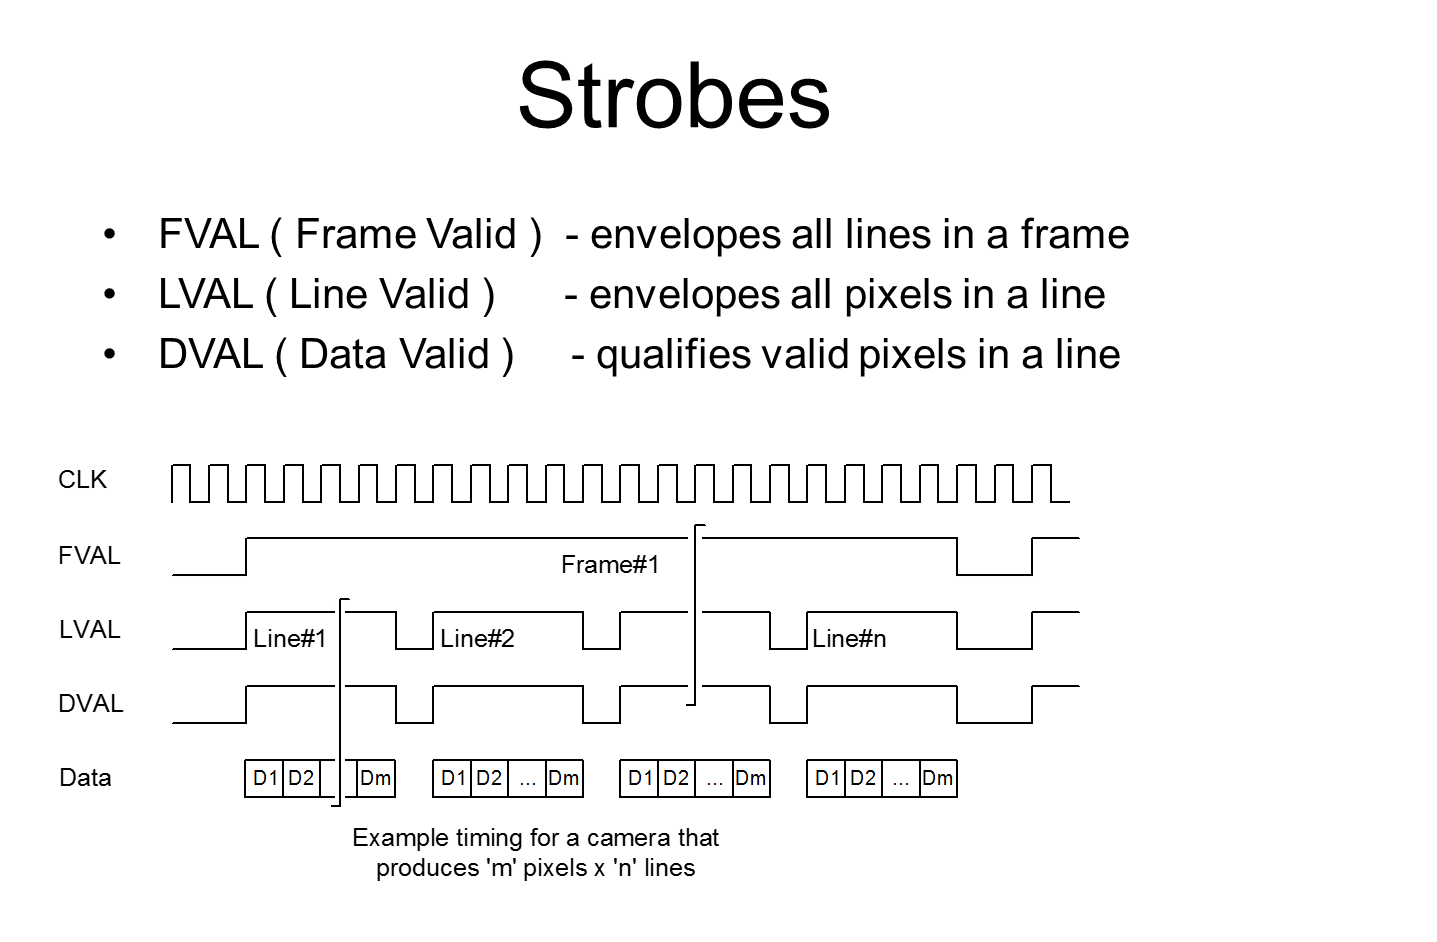 Strobes
• FVAL ( Frame Valid ) - envelopes all lines in a frame
• LVAL ( Line Valid ) - envelopes all pixels in a line
• DVAL ( Data Valid ) - qualifies valid pixels in a line
CLK
FVAL
Frame#1
LVAL
Line#1 Line#2 Line#n
DVAL
Data
D1 D2 Dm D1 D2 ... Dm D1 D2 ... Dm D1 D2 ... Dm
Example timing for a camera that
produces 'm' pixels x 'n' lines